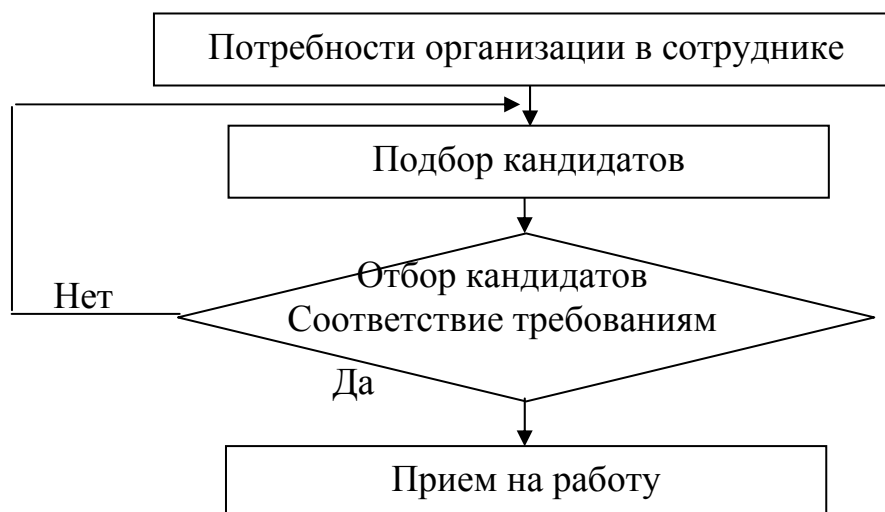 Потребности организации в сотруднике
Подбор кандидатов
Отбор кандидатов
Соответствие требованиям
Нет
Да
Прием на работу